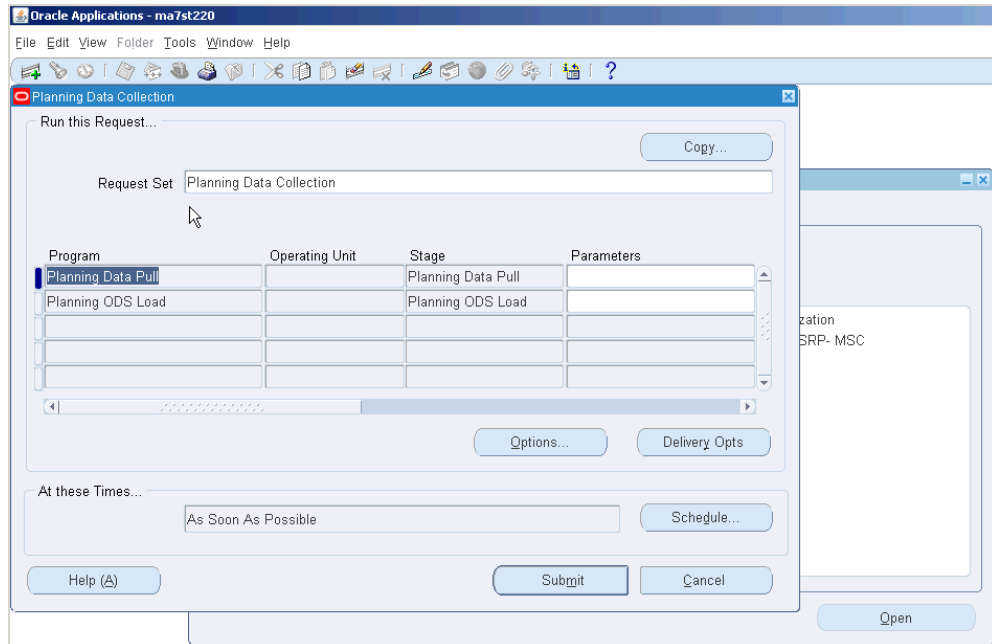 Oracle Applications - ma7st220
File Edit View Folder Tools Window Help
Planning Data Collection
Run this Request...
Copy...
Request Set Planning Data Collection
Program Operating Unit Stage Parameters
Planning Data Pull Planning Data Pull
Planning ODS Load Planning ODS Load
zation
SRP- MSC
Options... Delivery Opts
At these Times...
As Soon As Possible Schedule...
Help (A) Submit Cancel
Open